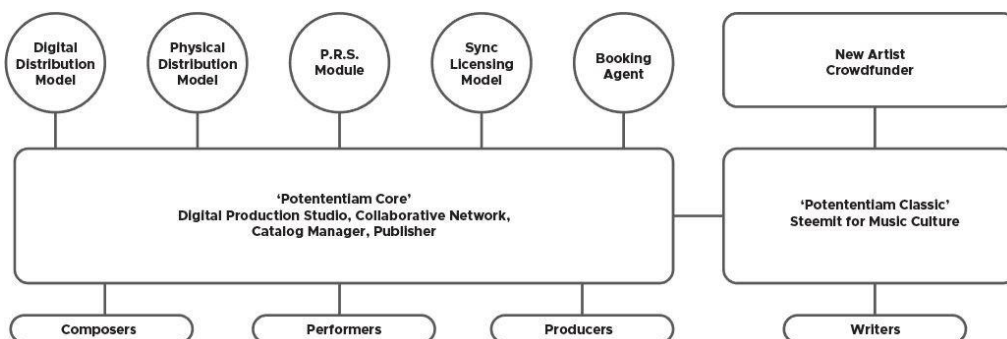 Digital
Distribution
Model
Physical
Distribution
Model
P.R.S.
Module
Sync
Licensing
Model
Booking
Agent
New Artist
Crowdfunder
‘Potententiam Core’
Digital Production Studio, Collaborative Network,
Catalog Manager, Publisher
‘Potententiam Classic’
Steemit for Music Culture
Composers
Performers
Producers
Writers